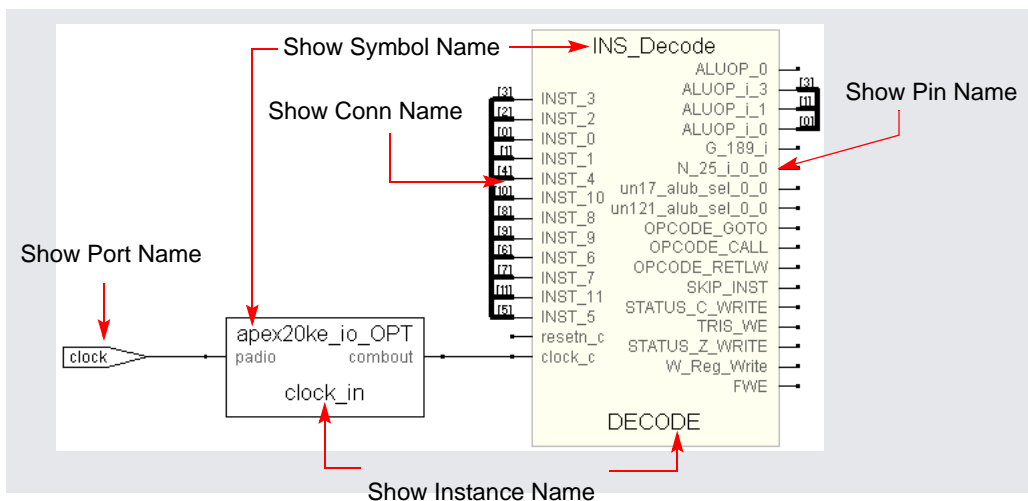 Show Symbol Name
INS_Decode
ALUOP_0
[3]
ALUOP_i_3
[1]
ALUOP_i_1
[0]
ALUOP_i_0
G_189_i
N_25_i_0_0
un17_alub_sel_0_0
un121_alub_sel_0_0
OPCODE_GOTO
OPCODE_CALL
OPCODE_RETLW
SKIP_INST
STATUS_C_WRITE
TRIS_WE
STATUS_Z_WRITE
W_Reg_Write
FWE
Show Pin Name
Show Conn Name
[3]
INST_3
[2]
INST_2
[0]
INST_0
[1]
INST_1
[4]
INST_4
[10]
INST_10
[8]
INST_8
[9]
INST_9
[6]
INST_6
[7]
INST_7
[11]
INST_11
[5]
INST_5
resetn_c
clock_c
DECODE
Show Port Name
clock
apex20ke_io_OPT
padio combout
clock_in
Show Instance Name